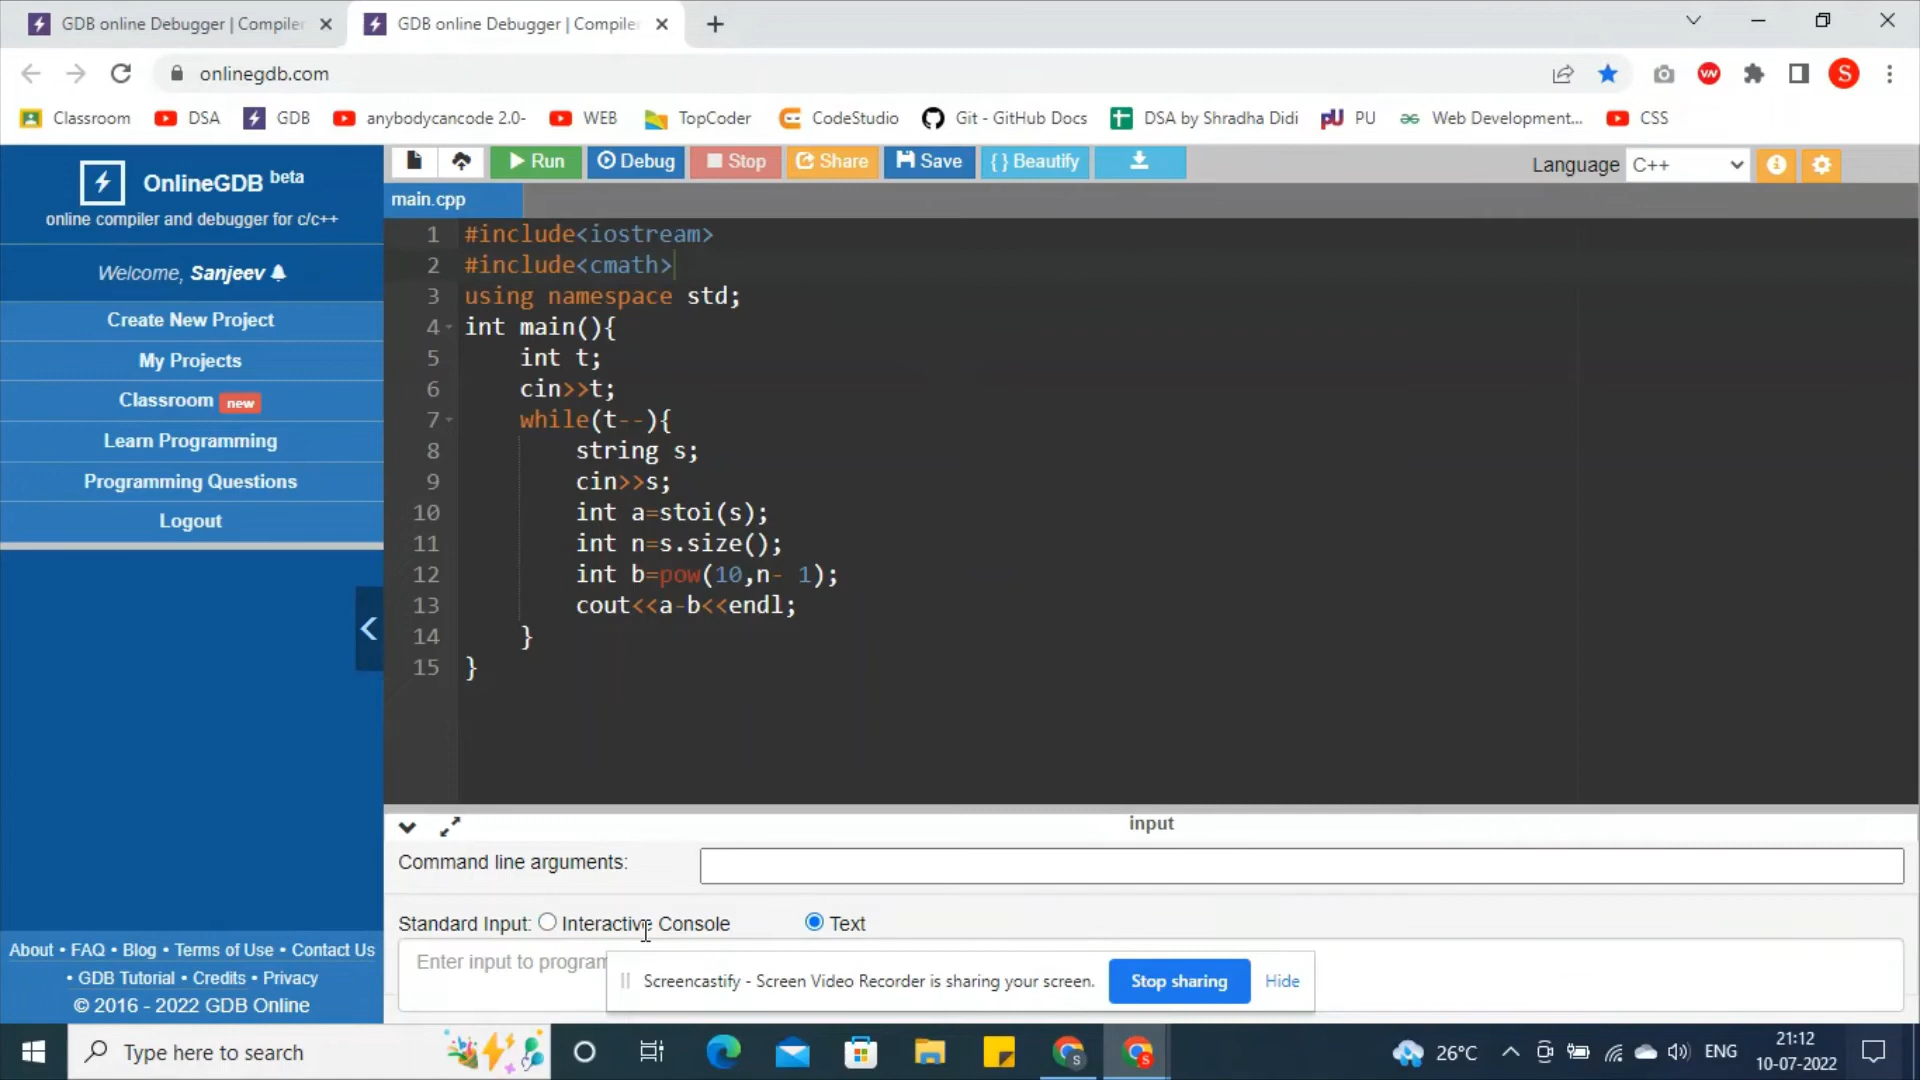 GDB online Debugger | Compiler
GDB online Debugger | Compiler
onlinegdb.com
S
Classroom
DSA
GDB
anybodycancode 2.0-
WEB
TopCoder
CodeStudio
Git - GitHub Docs
DSA by Shradha Didi
PU
Web Development...
CSS
OnlineGDB beta
online compiler and debugger for c/c++
Welcome, Sanjeev
Create New Project
My Projects
Classroom new
Learn Programming
Programming Questions
Logout
About • FAQ • Blog • Terms of Use • Contact Us
• GDB Tutorial • Credits • Privacy
© 2016 - 2022 GDB Online
Run
Debug
Stop
Share
Save
{ } Beautify
Language C++
main.cpp
1 #include<iostream>
2 #include<cmath>
3 using namespace std;
4 int main(){
5 int t;
6 cin>>t;
7 while(t--){
8 string s;
9 cin>>s;
10 int a=stoi(s);
11 int n=s.size();
12 int b=pow(10,n- 1);
13 cout<<a-b<<endl;
14 }
15 }
input
Command line arguments:
Standard Input: Interactive Console Text
Enter input to program
Screencastify - Screen Video Recorder is sharing your screen.
Stop sharing
Hide
Type here to search
26°C
ENG
21:12
10-07-2022